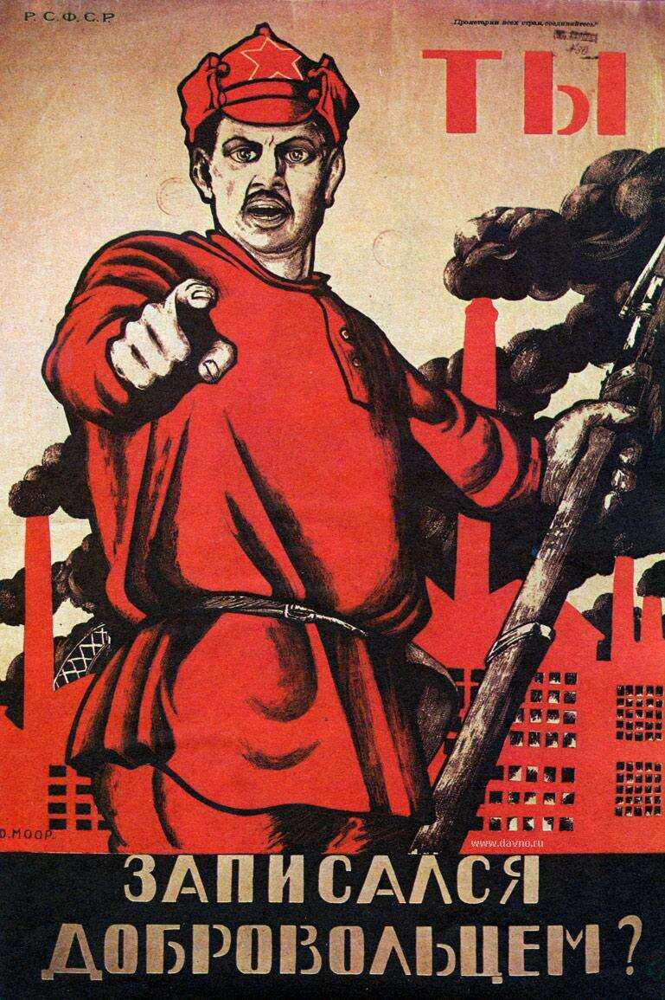 Р.С.Ф.С.Р.
Пролетарии всех стран, соединяйтесь!
ТЫ
Д.МООР.
www.davno.ru
ЗАПИСАЛСЯ
ДОБРОВОЛЬЦЕМ?